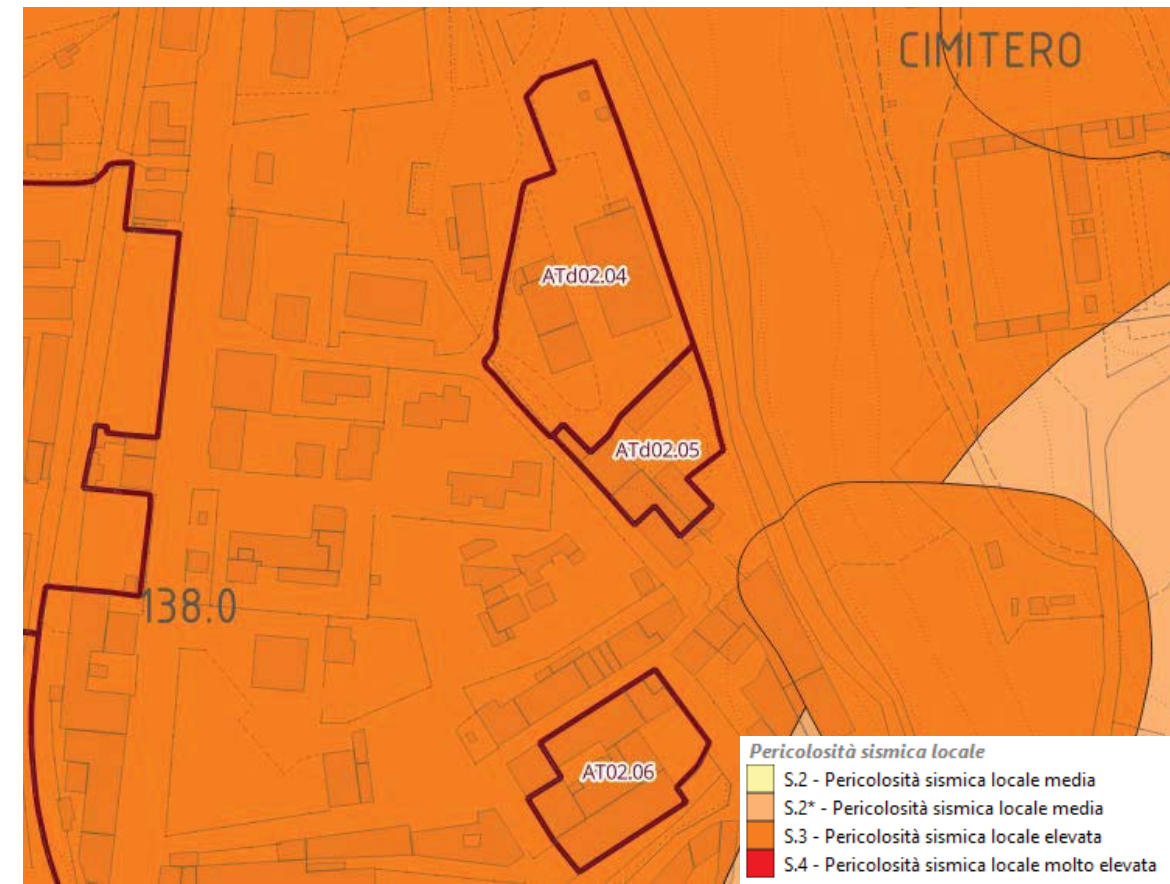 CIMITERO
ATd02.04
ATd02.05
138.0
AT02.06
Pericolosità sismica locale
S.2 - Pericolosità sismica locale media
S.2* - Pericolosità sismica locale media
S.3 - Pericolosità sismica locale elevata
S.4 - Pericolosità sismica locale molto elevata